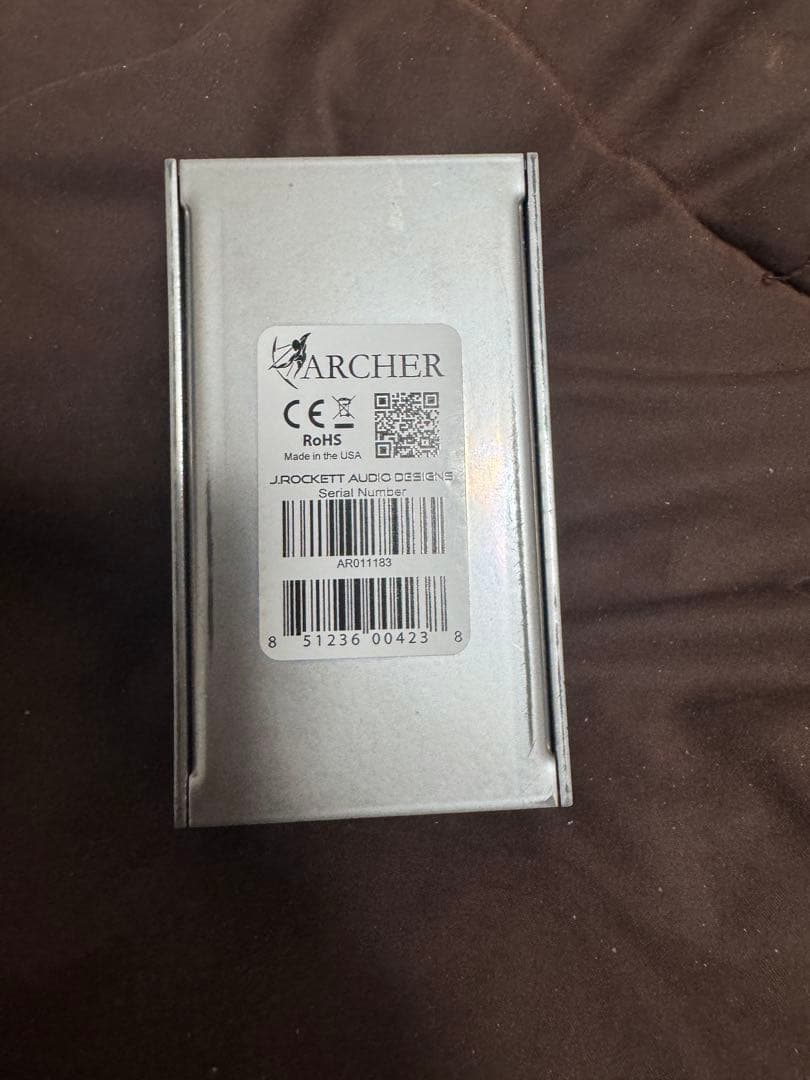 ARCHER
CE
RoHS
Made in the USA
J.ROCKETT AUDIO DESIGNS
Serial Number
AR011183
8 51236 00423 8